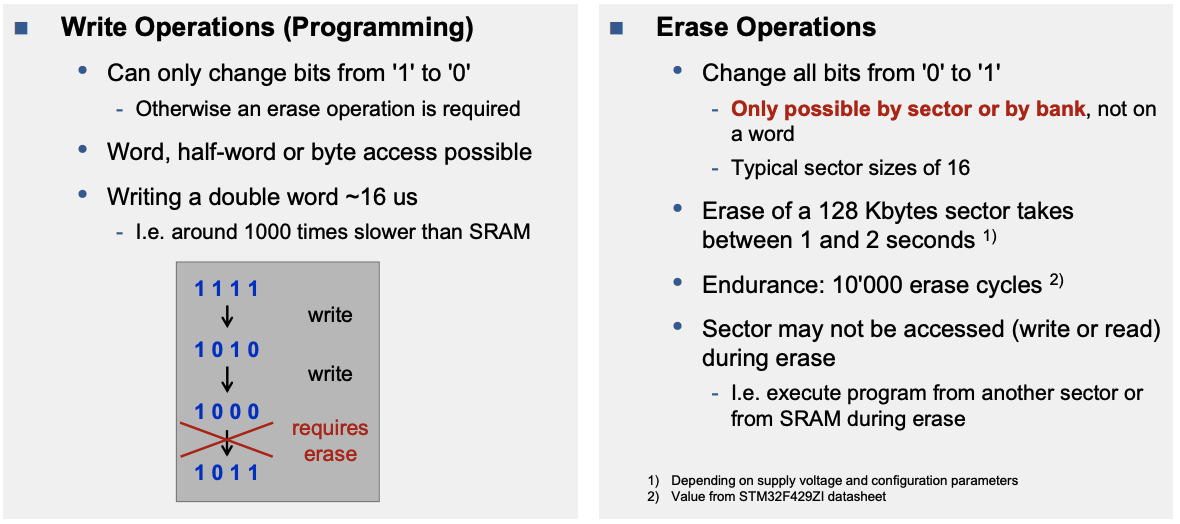 Write Operations (Programming)
Can only change bits from '1' to '0'
- Otherwise an erase operation is required
Word, half-word or byte access possible
Writing a double word ~16 us
- I.e. around 1000 times slower than SRAM
1 1 1 1
write
1 0 1 0
write
1 0 0 0
requires
erase
1 0 1 1
Erase Operations
Change all bits from '0' to '1'
- Only possible by sector or by bank, not on
a word
- Typical sector sizes of 16
Erase of a 128 Kbytes sector takes
between 1 and 2 seconds 1)
Endurance: 10'000 erase cycles 2)
Sector may not be accessed (write or read)
during erase
- I.e. execute program from another sector or
from SRAM during erase
1) Depending on supply voltage and configuration parameters
2) Value from STM32F429ZI datasheet